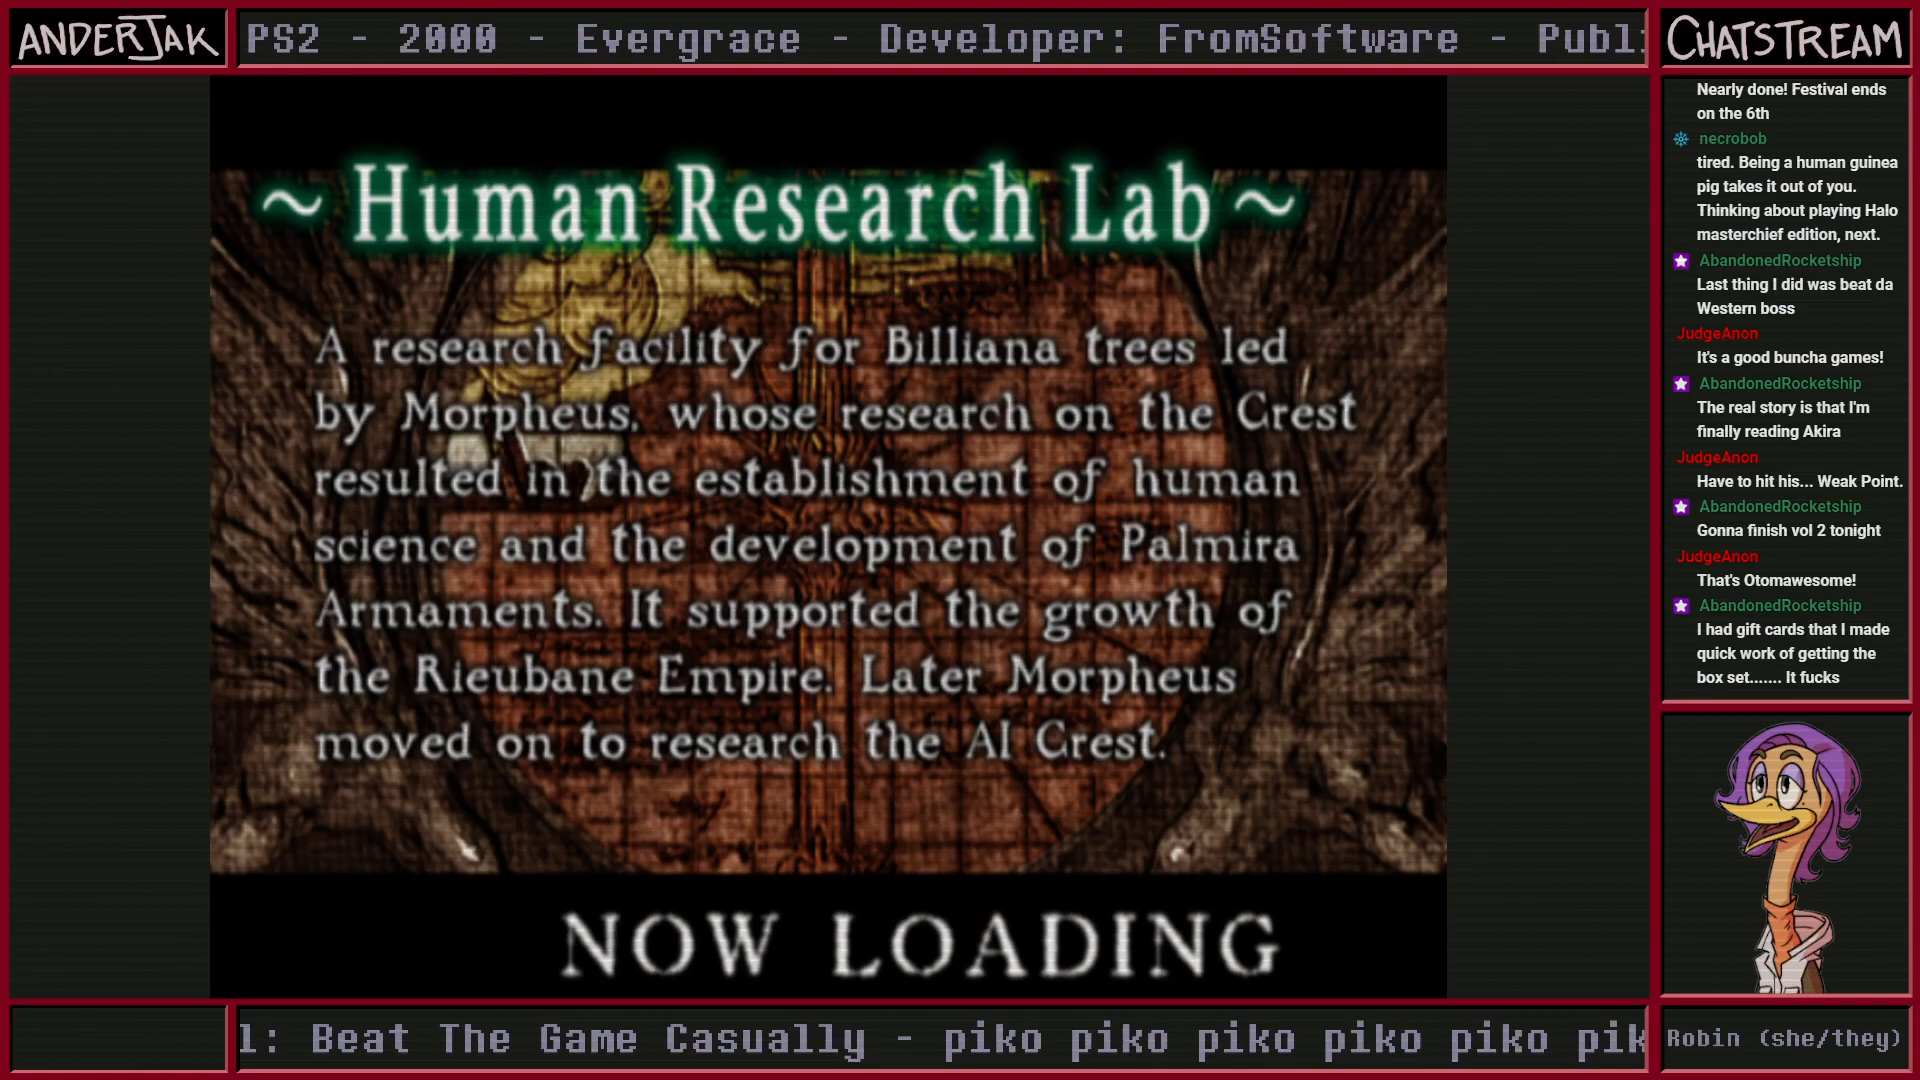 ANDERJAK
PS2 - 2000 - Evergrace - Developer: FromSoftware - Publi
CHATSTREAM
~Human Research Lab~
A research facility for Billiana trees led
by Morpheus, whose research on the Crest
resulted in the establishment of human
science and the development of Palmira
Armaments. It supported the growth of
the Rieubane Empire. Later Morpheus
moved on to research the AI Crest.
NOW LOADING
Nearly done! Festival ends
on the 6th
necrobob
tired. Being a human guinea
pig takes it out of you.
Thinking about playing Halo
masterchief edition, next.
AbandonedRocketship
Last thing I did was beat da
Western boss
JudgeAnon
It's a good buncha games!
AbandonedRocketship
The real story is that I'm
finally reading Akira
JudgeAnon
Have to hit his... Weak Point.
AbandonedRocketship
Gonna finish vol 2 tonight
JudgeAnon
That's Otomawesome!
AbandonedRocketship
I had gift cards that I made
quick work of getting the
box set....... It fucks
l: Beat The Game Casually - piko piko piko piko piko pik
Robin (she/they)